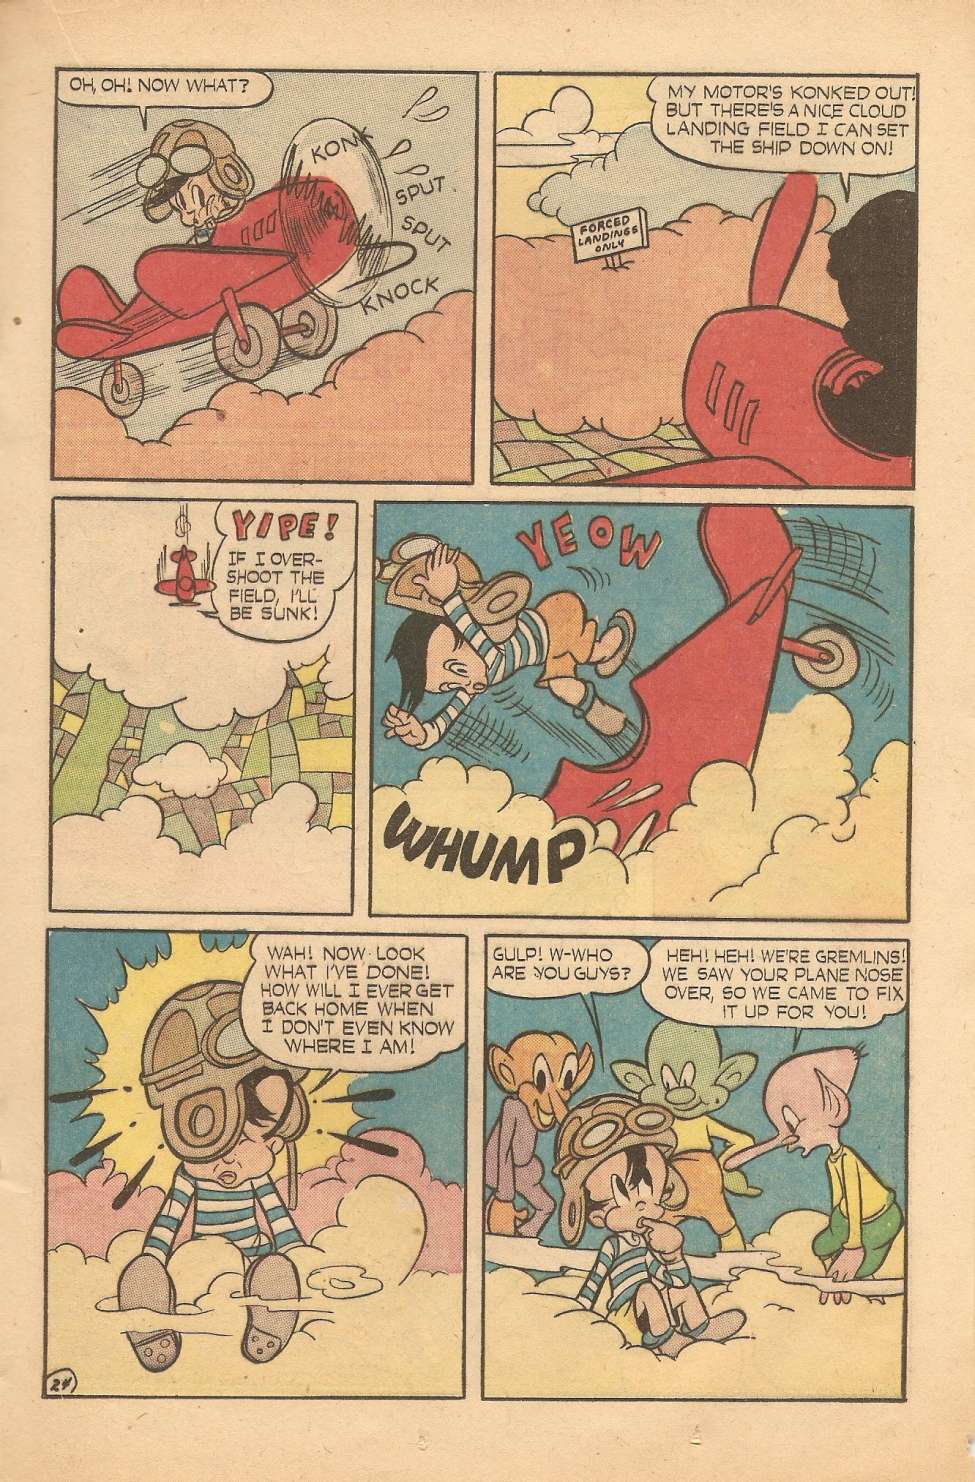 OH, OH! NOW WHAT?
KONK
SPUT
SPUT
KNOCK
MY MOTOR'S KONKED OUT!
BUT THERE'S A NICE CLOUD
LANDING FIELD I CAN SET
THE SHIP DOWN ON!
FORCED
LANDINGS
ONLY
YIPE!
IF I OVER-
SHOOT THE
FIELD, I'LL
BE SUNK!
YEOW
WHUMP
WAH! NOW LOOK
WHAT I'VE DONE!
HOW WILL I EVER GET
BACK HOME WHEN
I DON'T EVEN KNOW
WHERE I AM!
GULP! W-WHO
ARE YOU GUYS?
HEH! HEH! WE'RE GREMLINS!
WE SAW YOUR PLANE NOSE
OVER, SO WE CAME TO FIX
IT UP FOR YOU!
24